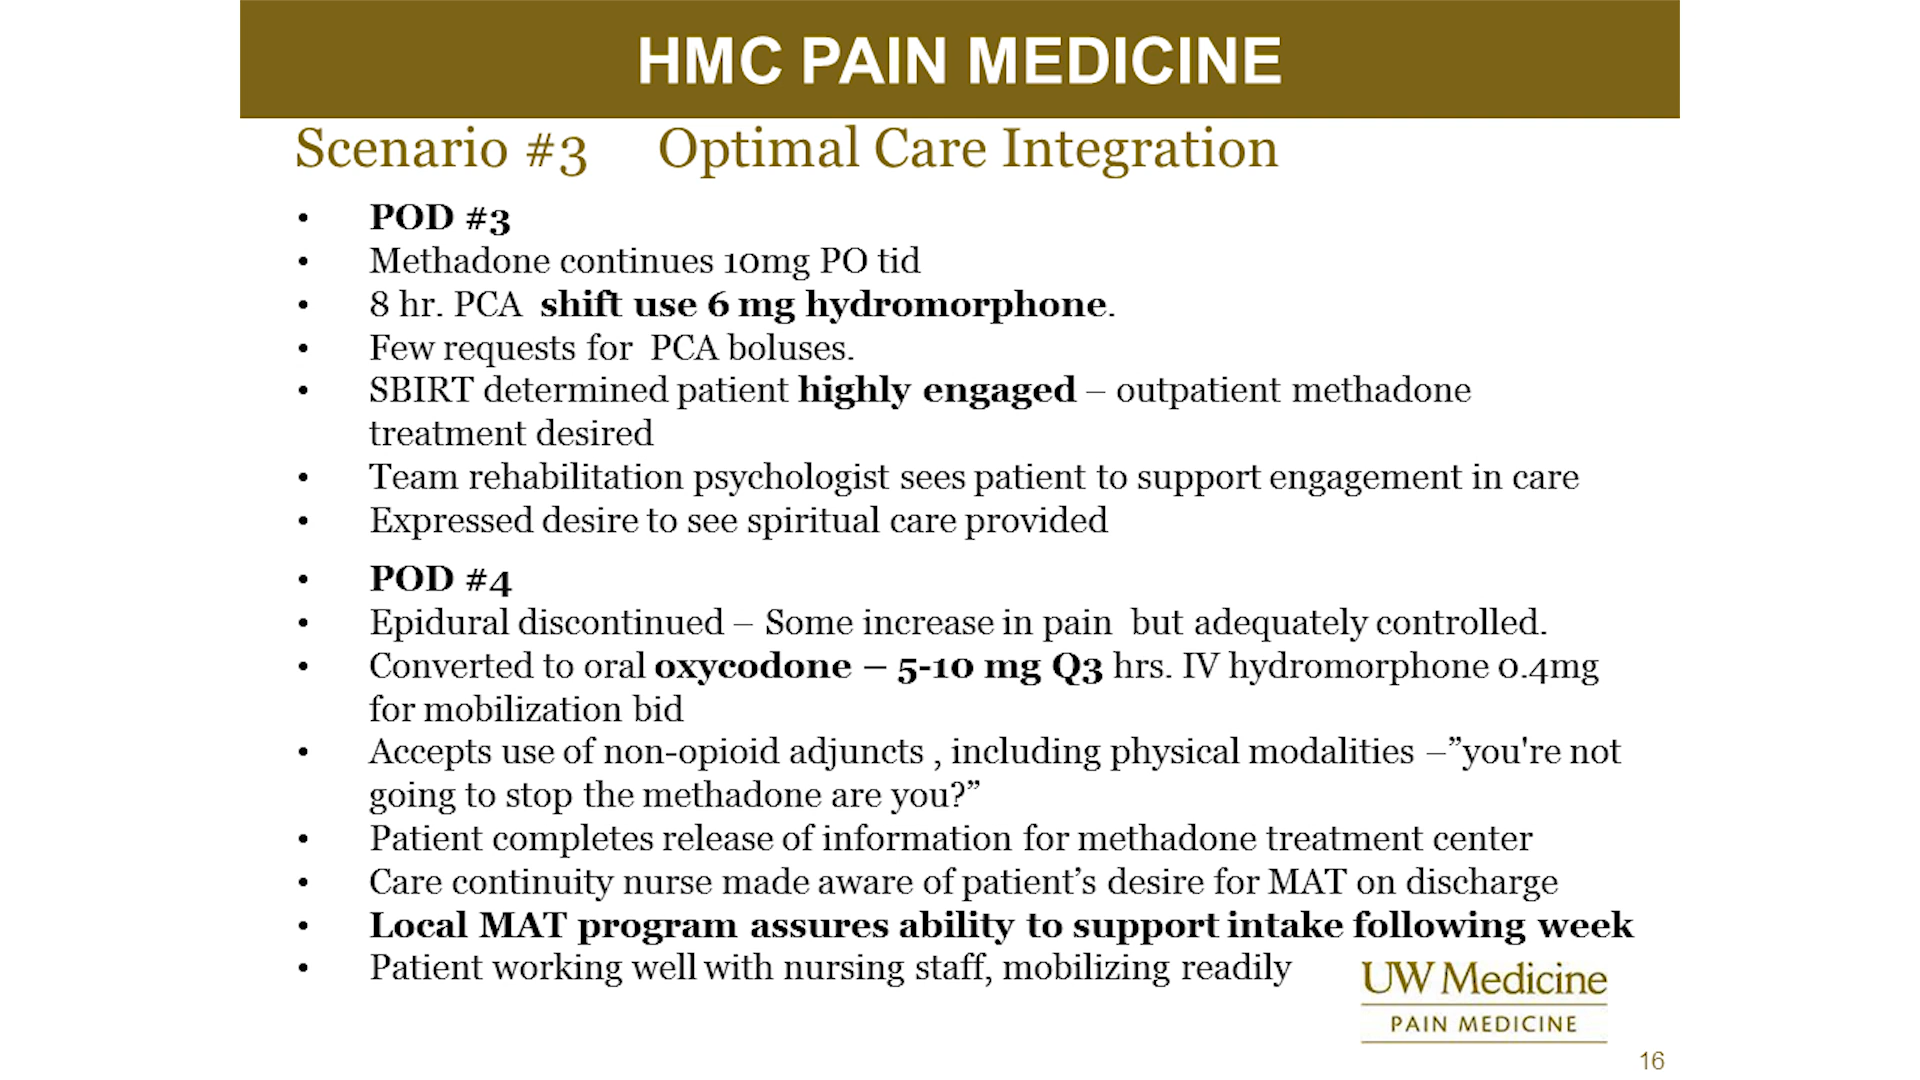 HMC PAIN MEDICINE
Scenario #3 Optimal Care Integration
• POD #3
• Methadone continues 10mg PO tid
• 8 hr. PCA shift use 6 mg hydromorphone.
• Few requests for PCA boluses.
• SBIRT determined patient highly engaged – outpatient methadone
treatment desired
• Team rehabilitation psychologist sees patient to support engagement in care
• Expressed desire to see spiritual care provided
• POD #4
• Epidural discontinued – Some increase in pain but adequately controlled.
• Converted to oral oxycodone – 5-10 mg Q3 hrs. IV hydromorphone 0.4mg
for mobilization bid
• Accepts use of non-opioid adjuncts , including physical modalities –”you're not
going to stop the methadone are you?”
• Patient completes release of information for methadone treatment center
• Care continuity nurse made aware of patient’s desire for MAT on discharge
• Local MAT program assures ability to support intake following week
• Patient working well with nursing staff, mobilizing readily
UW Medicine
PAIN MEDICINE
16